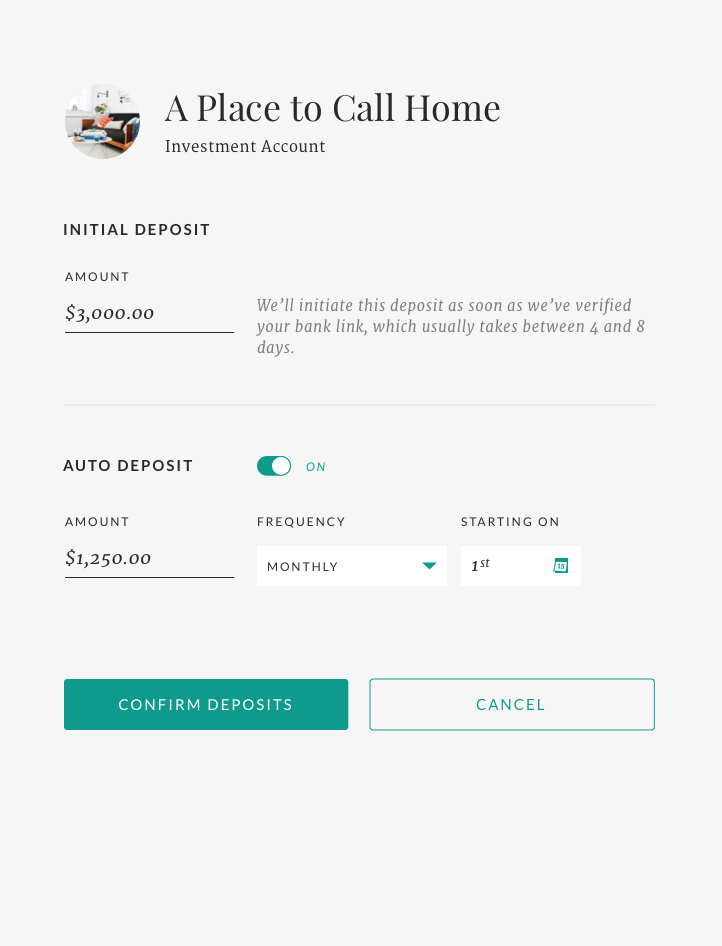 A Place to Call Home
Investment Account
INITIAL DEPOSIT
AMOUNT
$3,000.00
We’ll initiate this deposit as soon as we’ve verified
your bank link, which usually takes between 4 and 8
days.
AUTO DEPOSIT
ON
AMOUNT
FREQUENCY
STARTING ON
$1,250.00
MONTHLY
1st
15
CONFIRM DEPOSITS
CANCEL